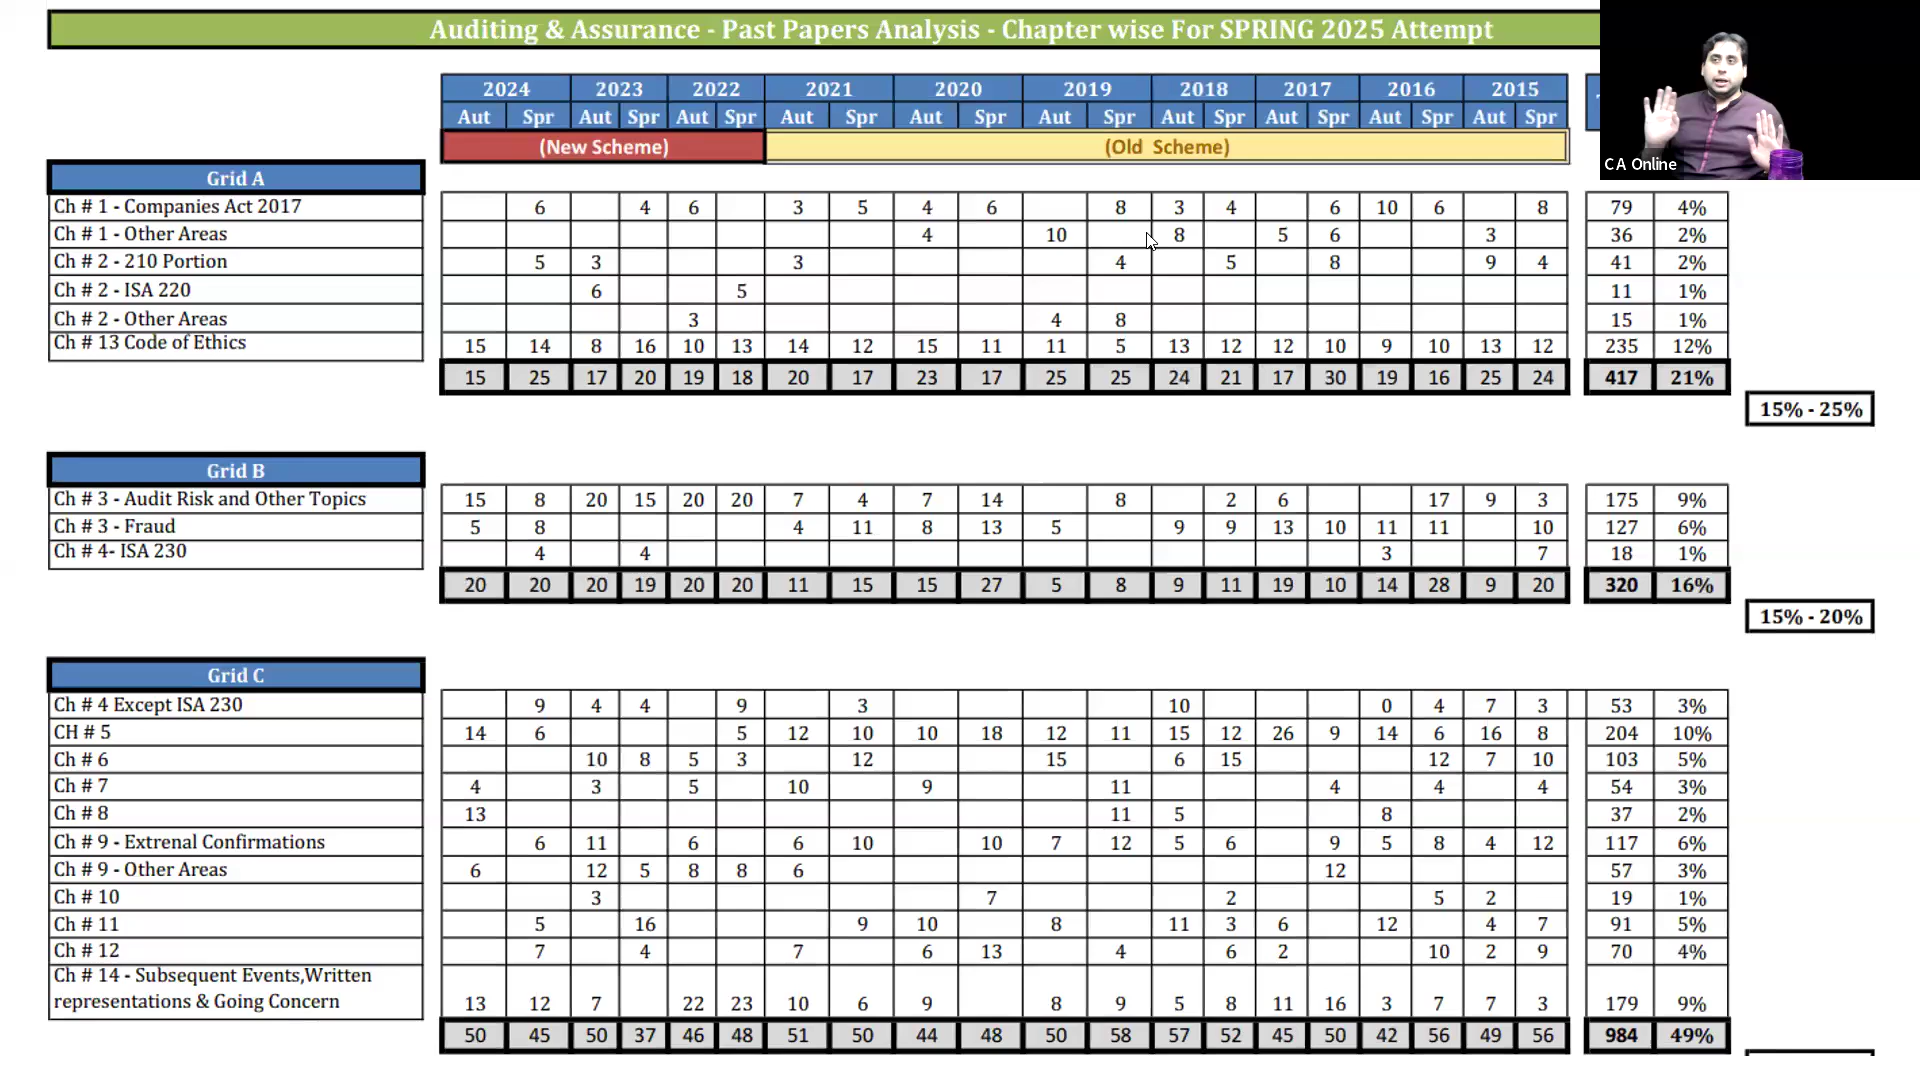 Auditing & Assurance - Past Papers Analysis - Chapter wise For SPRING 2025 Attempt
2024 2023 2022 2021 2020 2019 2018 2017 2016 2015
Aut Spr Aut Spr Aut Spr Aut Spr Aut Spr Aut Spr Aut Spr Aut Spr Aut Spr Aut Spr
(New Scheme) (Old Scheme)
C A Online
Grid A
Ch # 1 - Companies Act 2017 6 4 6 3 5 4 6 8 3 4 6 10 6 8 79 4%
Ch # 1 - Other Areas 4 10 8 5 6 3 36 2%
Ch # 2 - 210 Portion 5 3 3 4 5 8 9 4 41 2%
Ch # 2 - ISA 220 6 5 11 1%
Ch # 2 - Other Areas 3 4 8 15 1%
Ch # 13 Code of Ethics 15 14 8 16 10 13 14 12 15 11 11 5 13 12 12 10 9 10 13 12 235 12%
15 25 17 20 19 18 20 17 23 17 25 25 24 21 17 30 19 16 25 24 417 21%
15% - 25%
Grid B
Ch # 3 - Audit Risk and Other Topics 15 8 20 15 20 20 7 4 7 14 8 2 6 17 9 3 175 9%
Ch # 3 - Fraud 5 8 4 11 8 13 5 9 9 13 10 11 11 10 127 6%
Ch # 4- ISA 230 4 4 3 7 18 1%
20 20 20 19 20 20 11 15 15 27 5 8 9 11 19 10 14 28 9 20 320 16%
15% - 20%
Grid C
Ch # 4 Except ISA 230 9 4 4 9 3 10 0 4 7 3 53 3%
CH # 5 14 6 5 12 10 10 18 12 11 15 12 26 9 14 6 16 8 204 10%
Ch # 6 10 8 5 3 12 15 6 15 12 7 10 103 5%
Ch # 7 4 3 5 10 9 11 4 4 4 54 3%
Ch # 8 13 11 5 8 37 2%
Ch # 9 - Extrenal Confirmations 6 11 6 6 10 10 7 12 5 6 9 5 8 4 12 117 6%
Ch # 9 - Other Areas 6 12 5 8 8 6 12 57 3%
Ch # 10 3 7 2 5 2 19 1%
Ch # 11 5 16 9 10 8 11 3 6 12 4 7 91 5%
Ch # 12 7 4 7 6 13 4 6 2 10 2 9 70 4%
Ch # 14 - Subsequent Events,Written
representations & Going Concern 13 12 7 22 23 10 6 9 8 9 5 8 11 16 3 7 7 3 179 9%
50 45 50 37 46 48 51 50 44 48 50 58 57 52 45 50 42 56 49 56 984 49%